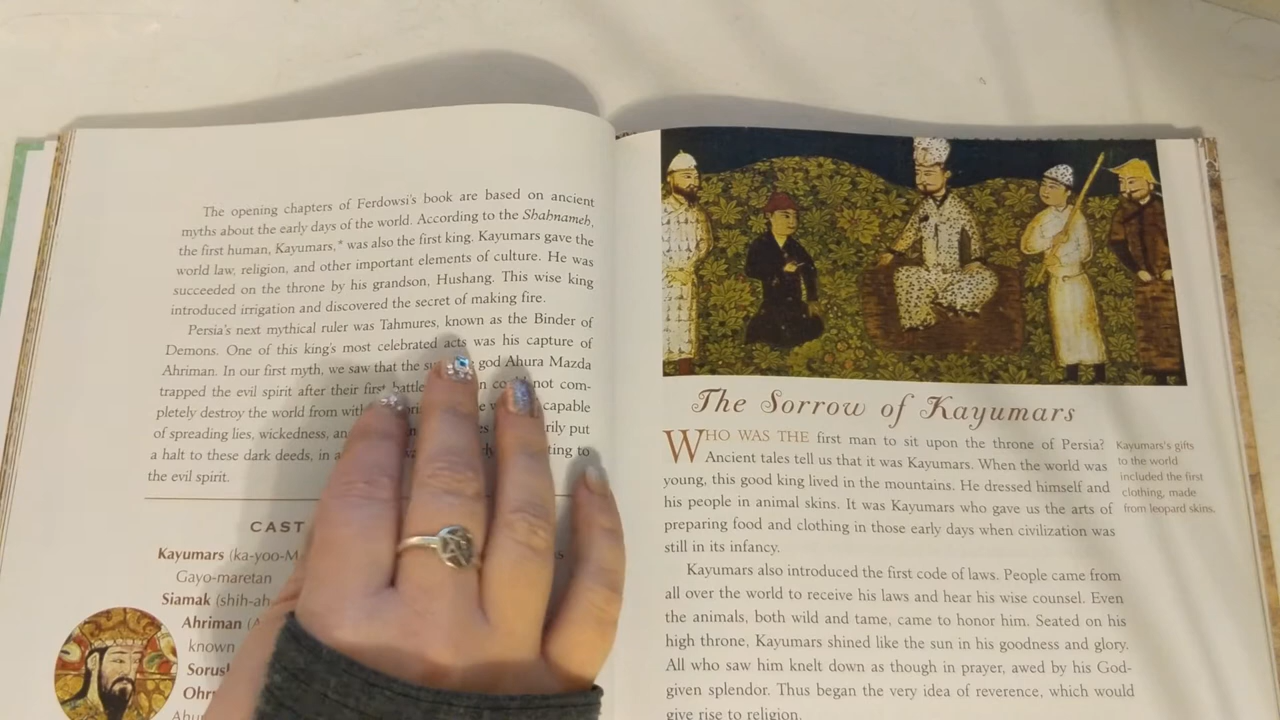 The opening chapters of Ferdowsi's book are based on ancient
myths about the early days of the world. According to the Shahnameh,
the first human, Kayumars,* was also the first king. Kayumars gave the
world law, religion, and other important elements of culture. He was
succeeded on the throne by his grandson, Hushang. This wise king
introduced irrigation and discovered the secret of making fire.
Persia's next mythical ruler was Tahmures, known as the Binder of
Demons. One of this king's most celebrated acts was his capture of
Ahriman. In our first myth, we saw that the god Ahura Mazda
trapped the evil spirit after their first battle not com-
pletely destroy the world from capable
of spreading lies, wickedness, put
a halt to these dark deeds, in a to
the evil spirit.
CAST
Kayumars (ka-yoo-M
Gayo-maretan
Siamak (shih-ah
Ahriman
known
Ahu
The Sorrow of Kayumars
WHO WAS THE first man to sit upon the throne of Persia?
Ancient tales tell us that it was Kayumars. When the world was
young, this good king lived in the mountains. He dressed himself and
his people in animal skins. It was Kayumars who gave us the arts of
preparing food and clothing in those early days when civilization was
still in its infancy.
Kayumars also introduced the first code of laws. People came from
all over the world to receive his laws and hear his wise counsel. Even
the animals, both wild and tame, came to honor him. Seated on his
high throne, Kayumars shined like the sun in his goodness and glory.
All who saw him knelt down as though in prayer, awed by his God-
given splendor. Thus began the very idea of reverence, which would
give rise to religion.
Kayumars's gifts
to the world
included the first
clothing, made
from leopard skins.